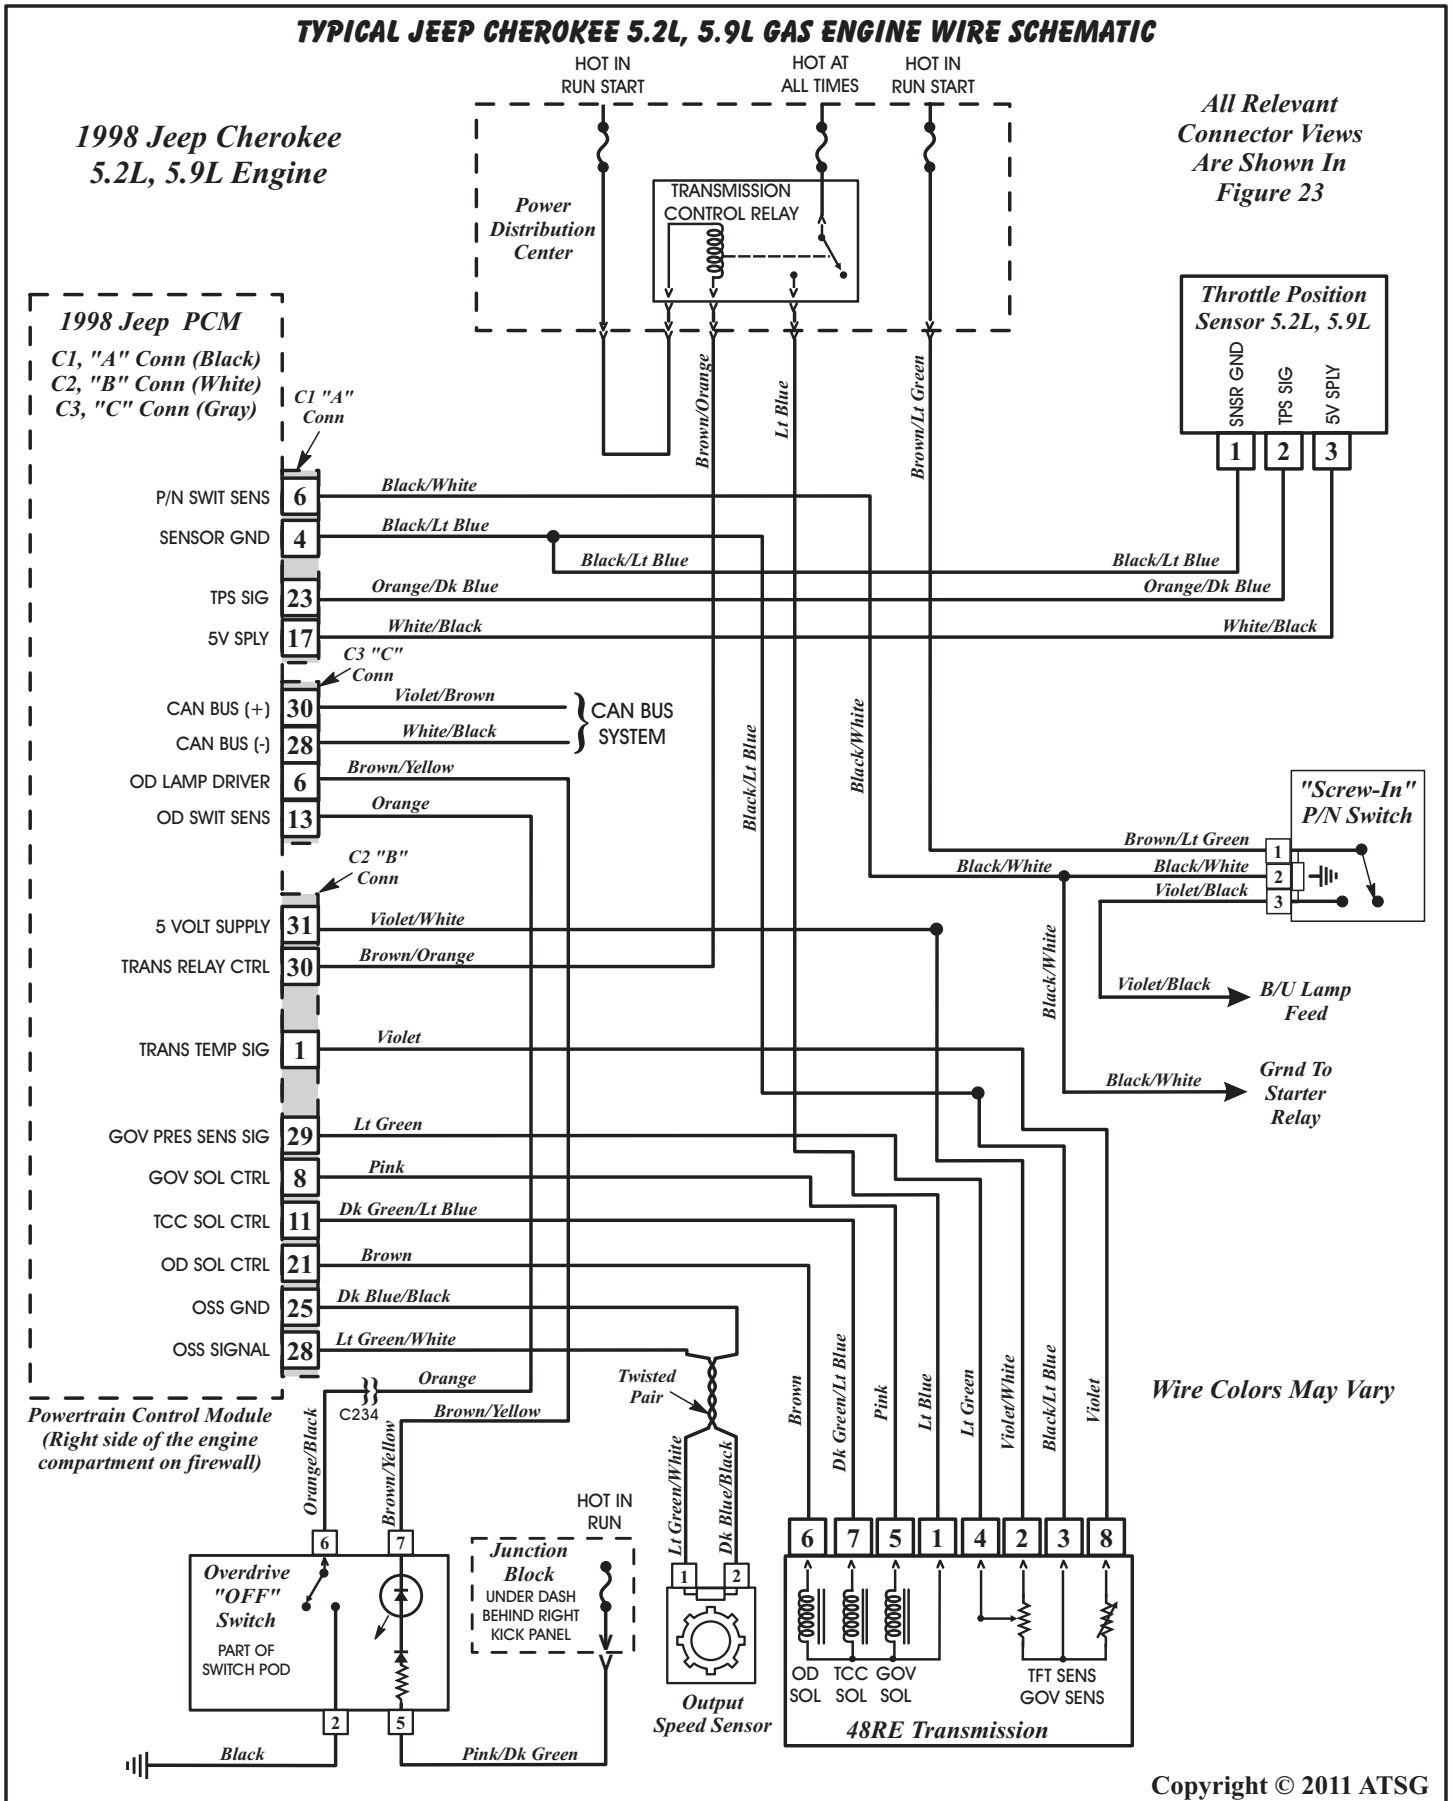 TYPICAL JEEP CHEROKEE 5.2L, 5.9L GAS ENGINE WIRE SCHEMATIC
HOT IN
RUN START
HOT AT
ALL TIMES
HOT IN
RUN START
1998 Jeep Cherokee
5.2L, 5.9L Engine
All Relevant
Connector Views
Are Shown In
Figure 23
Power
Distribution
Center
TRANSMISSION
CONTROL RELAY
Brown/Orange
Lt Blue
Brown/Lt Green
Throttle Position
Sensor 5.2L, 5.9L
SNSR GND
TPS SIG
5V SPLY
1
2
3
1998 Jeep PCM
C1, "A" Conn (Black)
C2, "B" Conn (White)
C3, "C" Conn (Gray)
C1 "A"
Conn
P/N SWIT SENS
6
Black/White
SENSOR GND
4
Black/Lt Blue
Black/Lt Blue
Black/Lt Blue
TPS SIG
23
Orange/Dk Blue
Orange/Dk Blue
5V SPLY
17
White/Black
White/Black
C3 "C"
Conn
CAN BUS (+)
30
Violet/Brown
CAN BUS (-)
28
White/Black
CAN BUS
SYSTEM
OD LAMP DRIVER
6
Brown/Yellow
OD SWIT SENS
13
Orange
Black/Lt Blue
Black/White
"Screw-In"
P/N Switch
Brown/Lt Green
1
Black/White
Black/White
2
Violet/Black
3
Black/White
Violet/Black
B/U Lamp
Feed
Black/White
Grnd To
Starter
Relay
C2 "B"
Conn
5 VOLT SUPPLY
31
Violet/White
TRANS RELAY CTRL
30
Brown/Orange
TRANS TEMP SIG
1
Violet
GOV PRES SENS SIG
29
Lt Green
GOV SOL CTRL
8
Pink
TCC SOL CTRL
11
Dk Green/Lt Blue
OD SOL CTRL
21
Brown
OSS GND
25
Dk Blue/Black
OSS SIGNAL
28
Lt Green/White
Orange
C234
Brown/Yellow
Powertrain Control Module
(Right side of the engine
compartment on firewall)
Orange/Black
Brown/Yellow
Twisted
Pair
Lt Green/White
Dk Blue/Black
Brown
Dk Green/Lt Blue
Pink
Lt Blue
Lt Green
Violet/White
Black/Lt Blue
Violet
Wire Colors May Vary
6
7
Overdrive
"OFF"
Switch
PART OF
SWITCH POD
2
5
Black
Pink/Dk Green
HOT IN
RUN
Junction
Block
UNDER DASH
BEHIND RIGHT
KICK PANEL
1
2
Output
Speed Sensor
6
7
5
1
4
2
3
8
OD
SOL
TCC
SOL
GOV
SOL
TFT SENS
GOV SENS
48RE Transmission
Copyright © 2011 ATSG